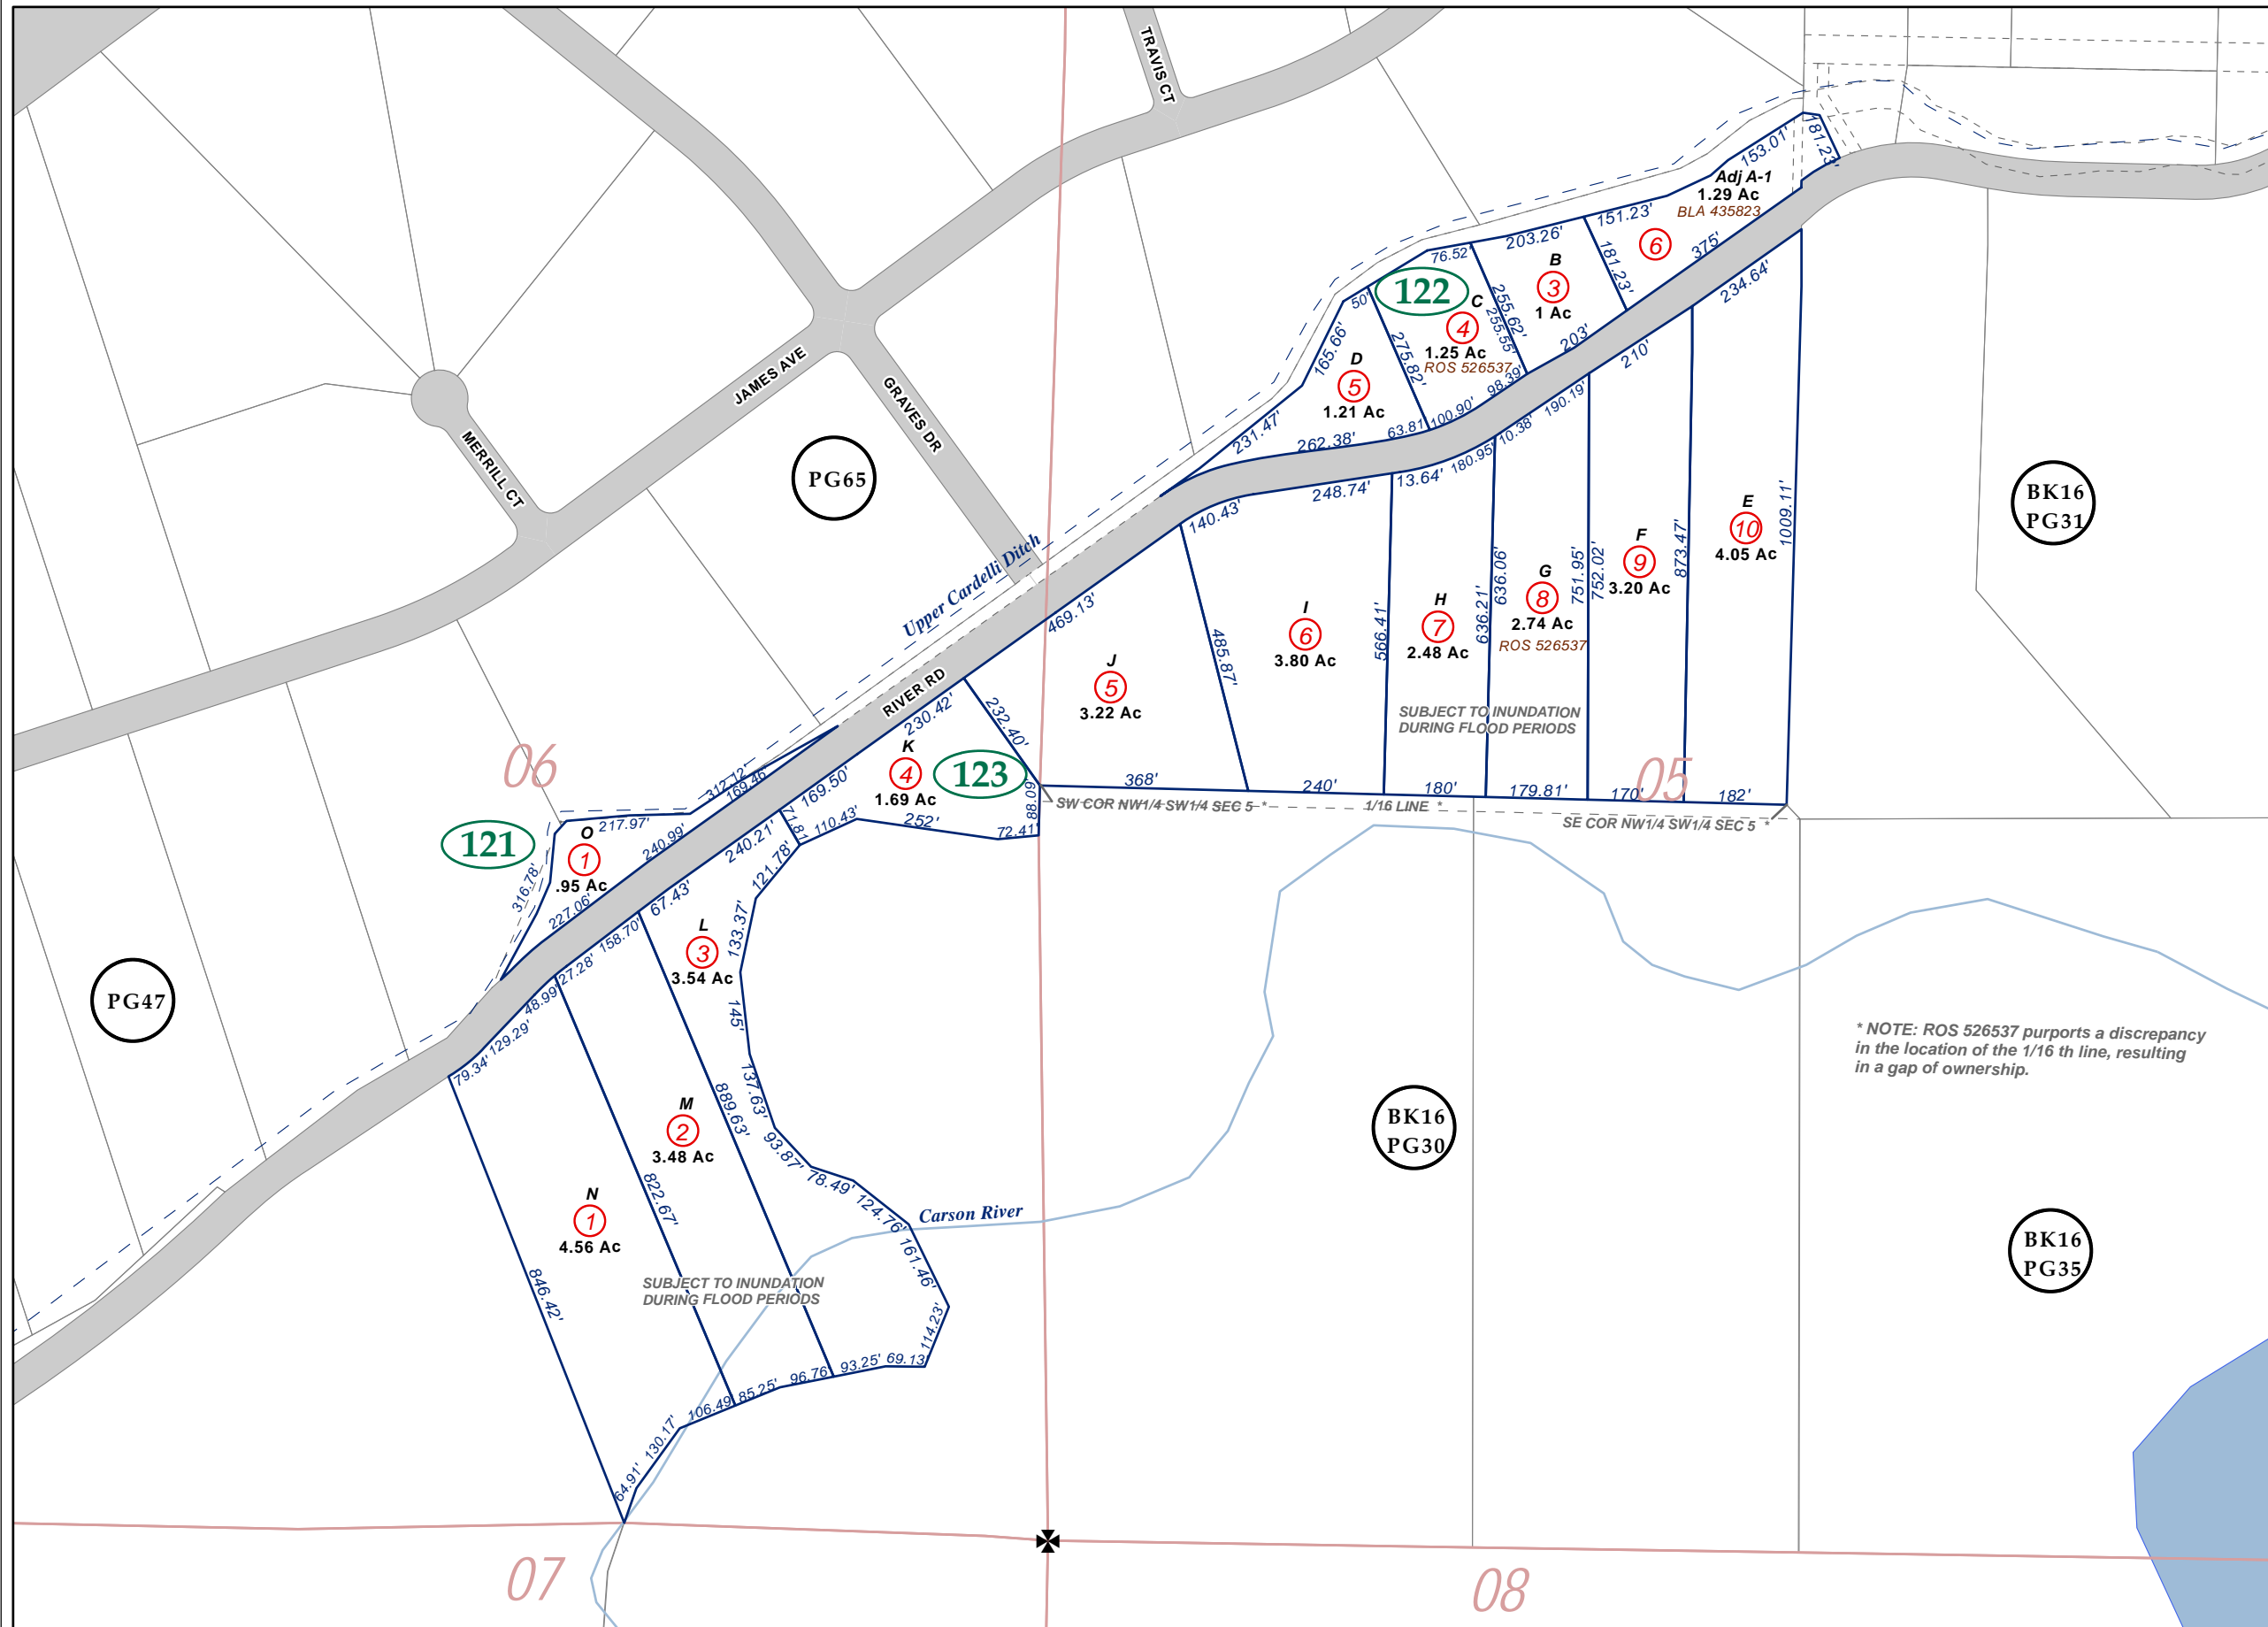 TRAVIS CT
JAMES AVE
GRAVES DR
MERRILL CT
PG65
Upper Cardelli Ditch
RIVER RD
153.01'
181.23'
Adj A-1
1.29 Ac
BLA 435823
6
151.23'
375'
181.23'
234.64'
203.26'
B
3
1 Ac
203'
210'
76.52'
122
C
4
1.25 Ac
ROS 526537
255.62'
255.55'
98.39'
100.90'
50'
275.82'
165.66'
D
5
1.21 Ac
231.47'
262.38'
63.81'
190.19'
10.38'
180.95'
13.64'
248.74'
140.43'
469.13'
E
10
4.05 Ac
1009.11'
F
9
3.20 Ac
873.47'
G
8
2.74 Ac
ROS 526537
751.95'
752.02'
H
7
2.48 Ac
636.06'
636.21'
I
6
3.80 Ac
566.41'
485.87'
J
5
3.22 Ac
SUBJECT TO INUNDATION
DURING FLOOD PERIODS
BK16
PG31
06
05
230.42'
232.40'
K
4
1.69 Ac
123
169.50'
88.09'
368'
240'
180'
179.81'
170'
182'
SW COR NW1/4 SW1/4 SEC 5 *
1/16 LINE *
SE COR NW1/4 SW1/4 SEC 5 *
312.12'
169.46'
217.97'
240.99'
121
O
1
.95 Ac
316.78'
227.06'
240.21'
71.81'
110.43'
252'
72.41'
121.78'
67.43'
158.70'
27.28'
48.99'
129.29'
79.34'
L
3
3.54 Ac
133.37'
145'
137.63'
93.87'
78.49'
124.76'
161.46'
114.23'
69.13'
93.25'
96.76'
85.25'
106.49'
130.17'
64.91'
PG47
M
2
3.48 Ac
889.63'
822.67'
N
1
4.56 Ac
846.42'
SUBJECT TO INUNDATION
DURING FLOOD PERIODS
Carson River
* NOTE: ROS 526537 purports a discrepancy
in the location of the 1/16 th line, resulting
in a gap of ownership.
BK16
PG30
BK16
PG35
07
08